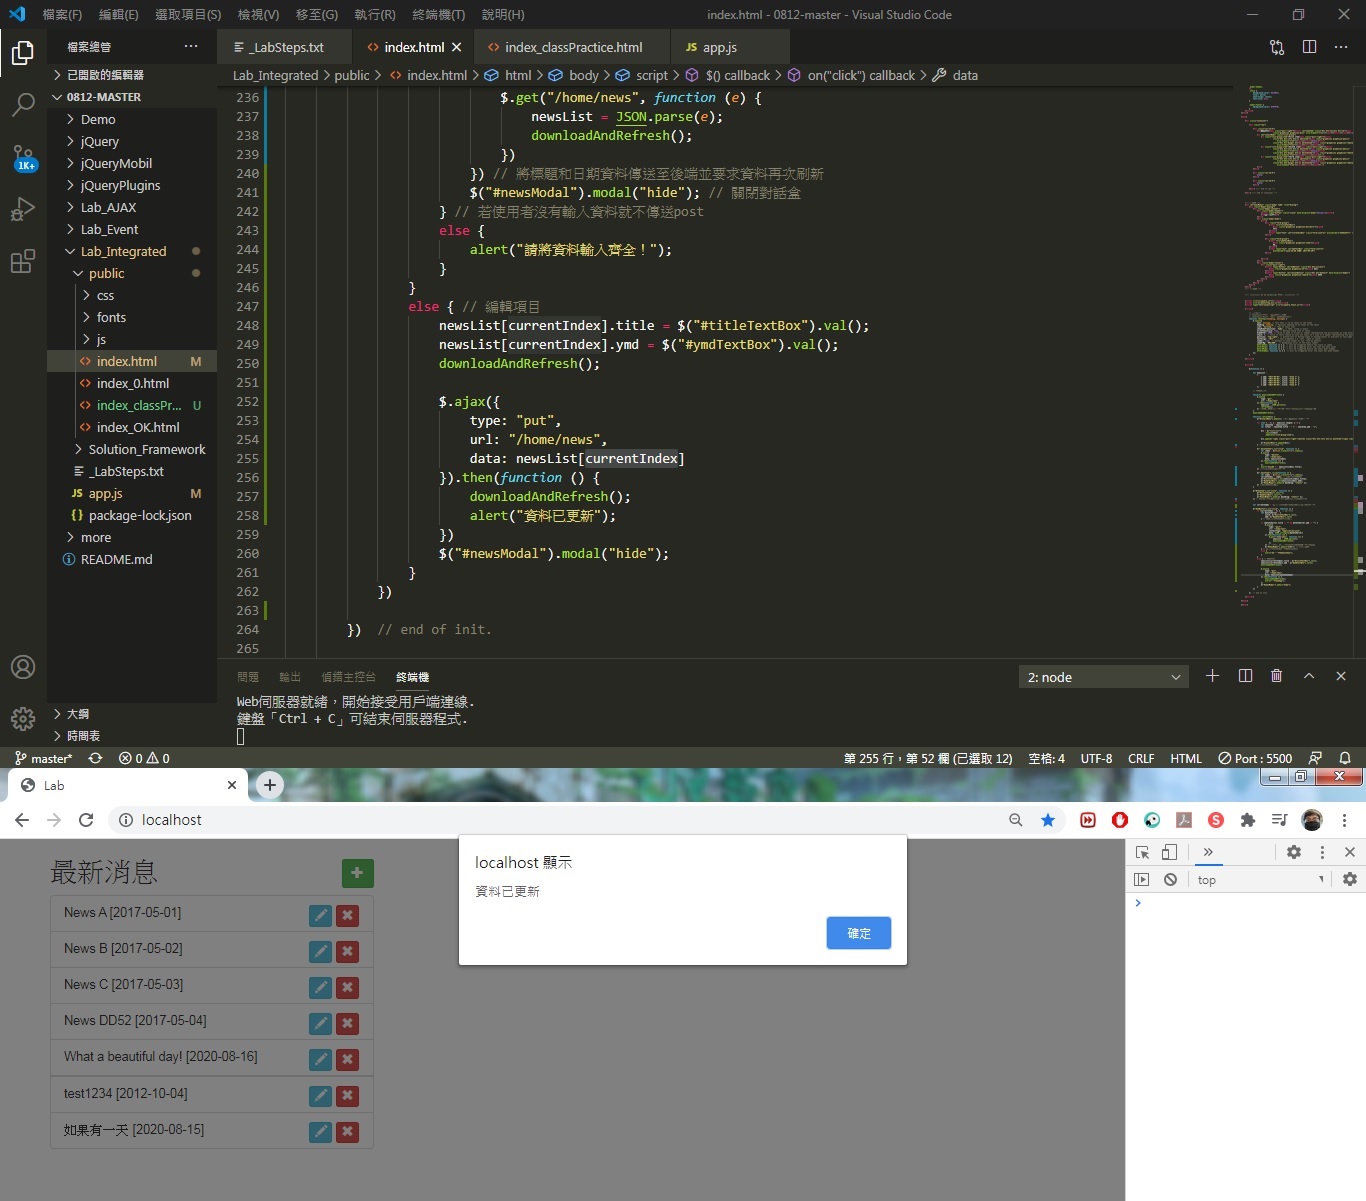 檔案(F) 編輯(E) 選取項目(S) 檢視(V) 移至(G) 執行(R) 終端機(T) 說明(H) index.html - 0812-master - Visual Studio Code
檔案總管 ···
_LabSteps.txt index.html index_classPractice.html JS app.js
Lab_Integrated > public > index.html > html > body > script > $() callback > on("click") callback > data
已開啟的編輯器
0812-MASTER
Demo
jQuery
jQueryMobil
jQueryPlugins
Lab_AJAX
Lab_Event
Lab_Integrated
public
css
fonts
js
index.html M
index_0.html
index_classPr... U
index_OK.html
Solution_Framework
_LabSteps.txt
JS app.js M
package-lock.json
more
README.md
1K+
大綱
時間表
236 $.get("/home/news", function (e) {
237 newsList = JSON.parse(e);
238 downloadAndRefresh();
239 })
240 }) // 將標題和日期資料傳送至後端並要求資料再次刷新
241 $("#newsModal").modal("hide"); // 關閉對話盒
242 } // 若使用者沒有輸入資料就不傳送post
243 else {
244 alert("請將資料輸入齊全！");
245 }
246 }
247 else { // 編輯項目
248 newsList[currentIndex].title = $("#titleTextBox").val();
249 newsList[currentIndex].ymd = $("#ymdTextBox").val();
250 downloadAndRefresh();
251
252 $.ajax({
253 type: "put",
254 url: "/home/news",
255 data: newsList[currentIndex]
256 }).then(function () {
257 downloadAndRefresh();
258 alert("資料已更新");
259 })
260 $("#newsModal").modal("hide");
261 }
262 })
263
264 }) // end of init.
265
問題 輸出 偵錯主控台 終端機 2: node
Web伺服器就緒，開始接受用戶端連線.
鍵盤「Ctrl + C」可結束伺服器程式.
master* 0 0 第 255 行，第 52 欄 (已選取 12) 空格: 4 UTF-8 CRLF HTML Port : 5500
Lab
localhost
localhost 顯示
資料已更新
確定
最新消息
News A [2017-05-01]
News B [2017-05-02]
News C [2017-05-03]
News DD52 [2017-05-04]
What a beautiful day! [2020-08-16]
test1234 [2012-10-04]
如果有一天 [2020-08-15]
top